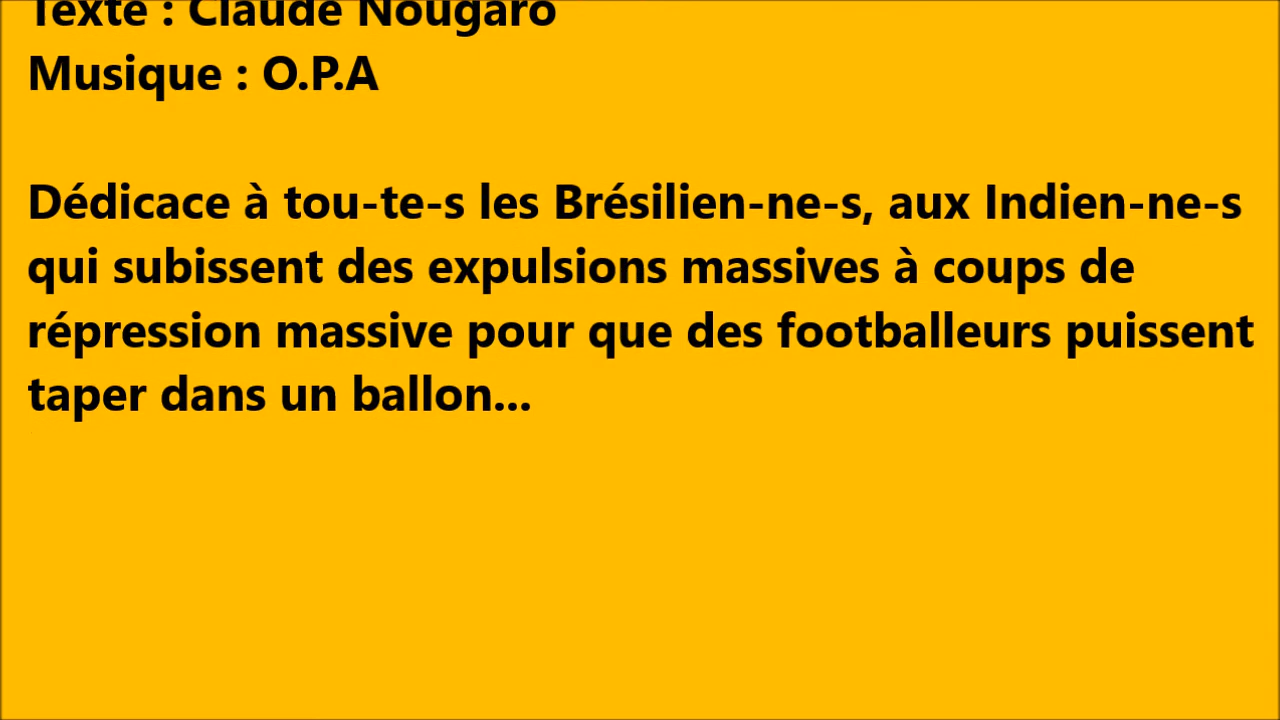 Texte : Claude Nougaro
Musique : O.P.A
Dédicace à tou-te-s les Brésilien-ne-s, aux Indien-ne-s
qui subissent des expulsions massives à coups de
répression massive pour que des footballeurs puissent
taper dans un ballon...